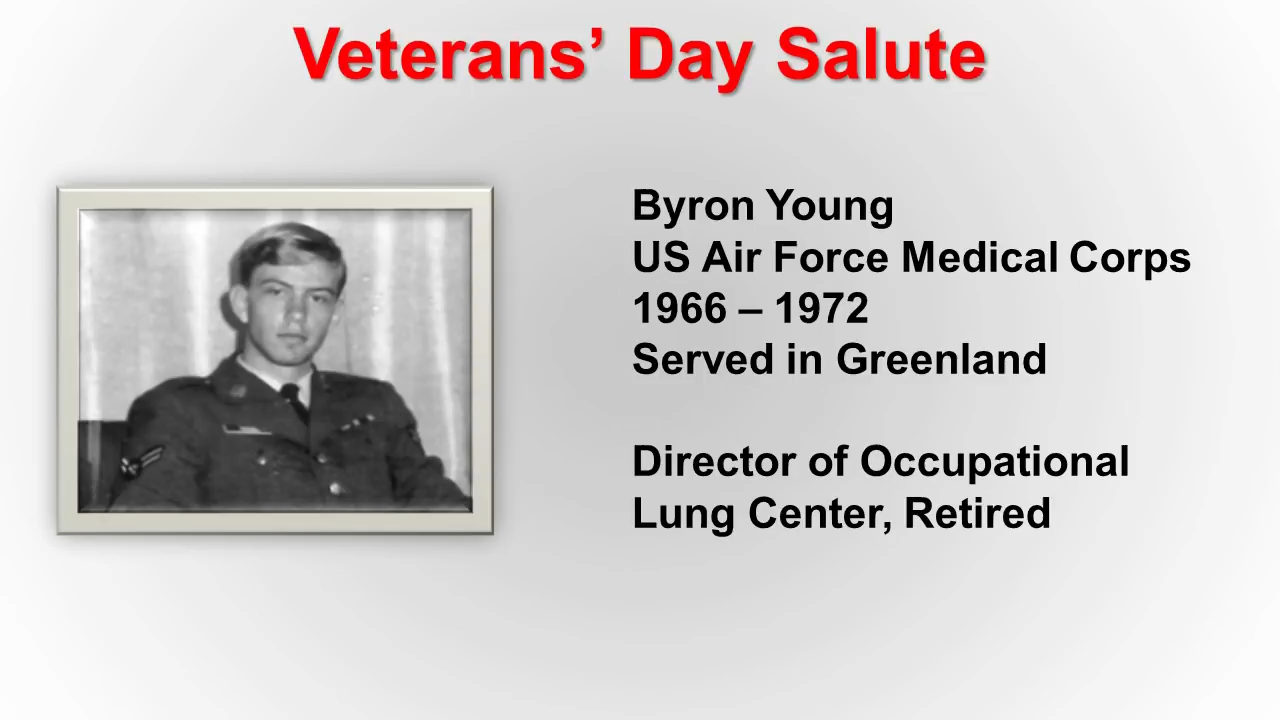 Veterans’ Day Salute
Byron Young
US Air Force Medical Corps
1966 – 1972
Served in Greenland
Director of Occupational
Lung Center, Retired